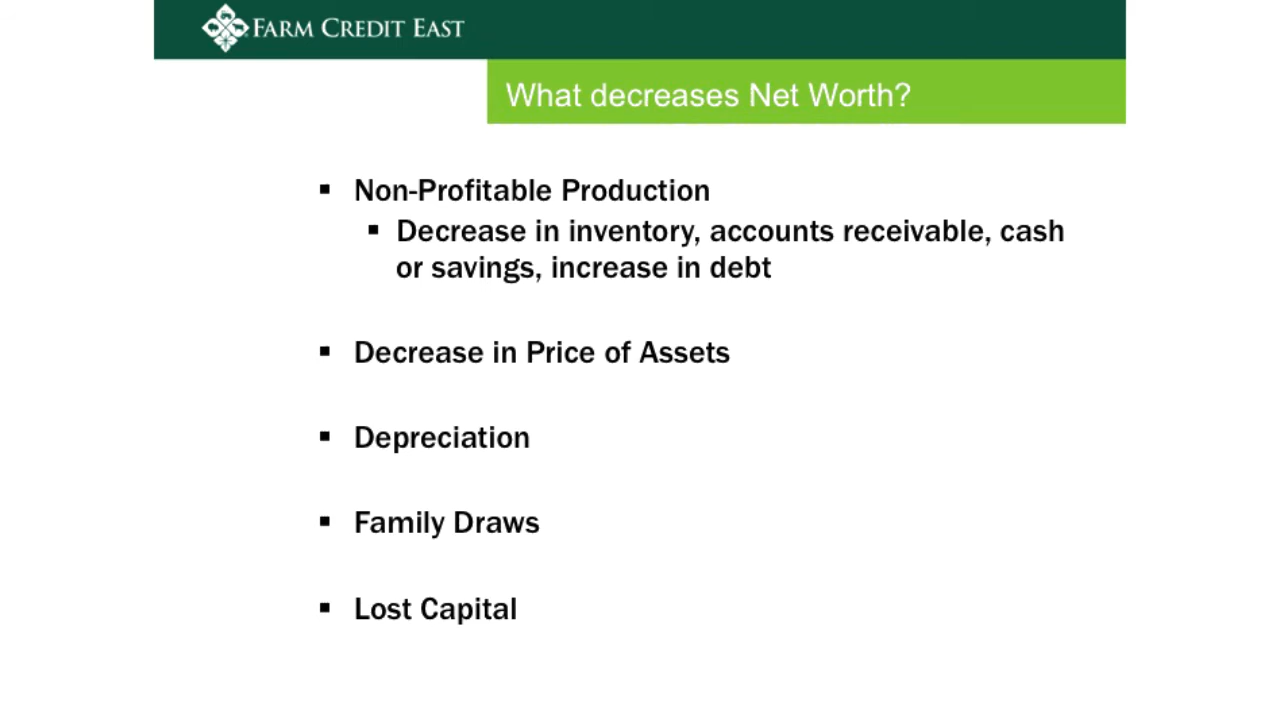 FARM CREDIT EAST
What decreases Net Worth?
▪ Non-Profitable Production
▪ Decrease in inventory, accounts receivable, cash
or savings, increase in debt
▪ Decrease in Price of Assets
▪ Depreciation
▪ Family Draws
▪ Lost Capital